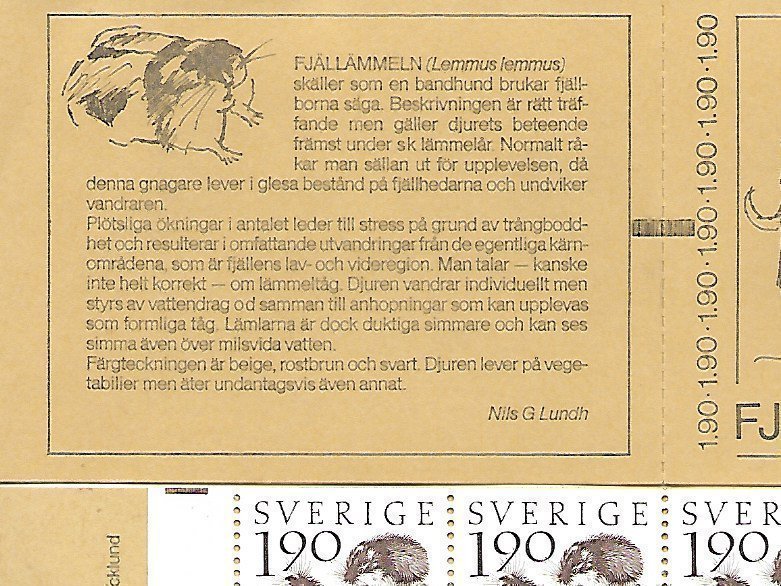 FJÄLLÄMMELN (Lemmus lemmus)
skäller som en bandhund brukar fjäll-
borna säga. Beskrivningen är rätt träf-
fande men gäller djurets beteende
främst under sk lämmelår. Normalt rå-
kar man sällan ut för upplevelsen, då
denna gnagare lever i glesa bestånd på fjällhedarna och undviker
vandraren.
Plötsliga ökningar i antalet leder till stress på grund av trångbodd-
het och resulterar i omfattande utvandringar från de egentliga kärn-
områdena, som är fjällens lav- och videregion. Man talar — kanske
inte helt korrekt — om lämmeltåg. Djuren vandrar individuellt men
styrs av vattendrag o d samman till anhopningar som kan upplevas
som formliga tåg. Lämlarna är dock duktiga simmare och kan ses
simma även över milsvida vatten.
Färgteckningen är beige, rostbrun och svart. Djuren lever på vege-
tabilier men äter undantagsvis även annat.
Nils G Lundh
1.90·1.90·1.90·1.90·1.90·1.90·1.90
FJ
cklund
SVERIGE
190
SVERIGE
190
SVER
190